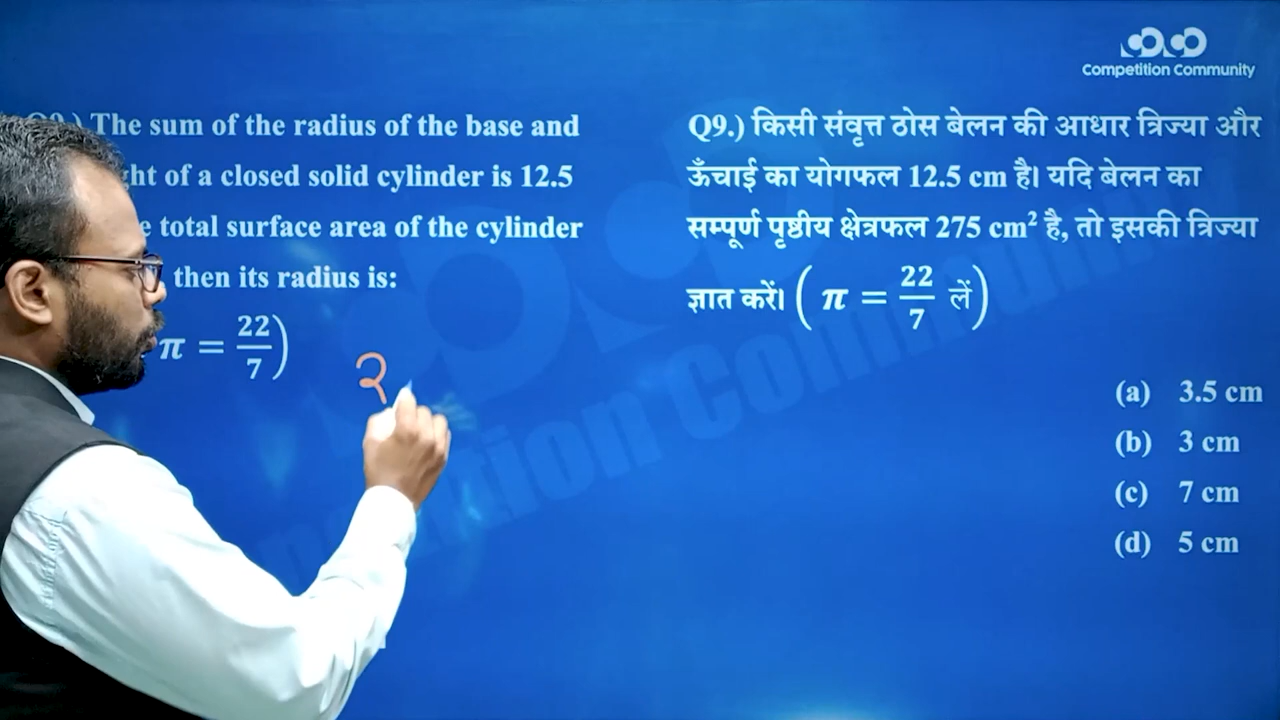 Competition Community
The sum of the radius of the base and
of a closed solid cylinder is 12.5
total surface area of the cylinder
then its radius is:
π = 22/7)
२
Q9.) किसी संवृत्त ठोस बेलन की आधार त्रिज्या और
ऊँचाई का योगफल 12.5 cm है। यदि बेलन का
सम्पूर्ण पृष्ठीय क्षेत्रफल 275 cm² है, तो इसकी त्रिज्या
ज्ञात करें। ( π = 22/7 लें)
(a) 3.5 cm
(b) 3 cm
(c) 7 cm
(d) 5 cm